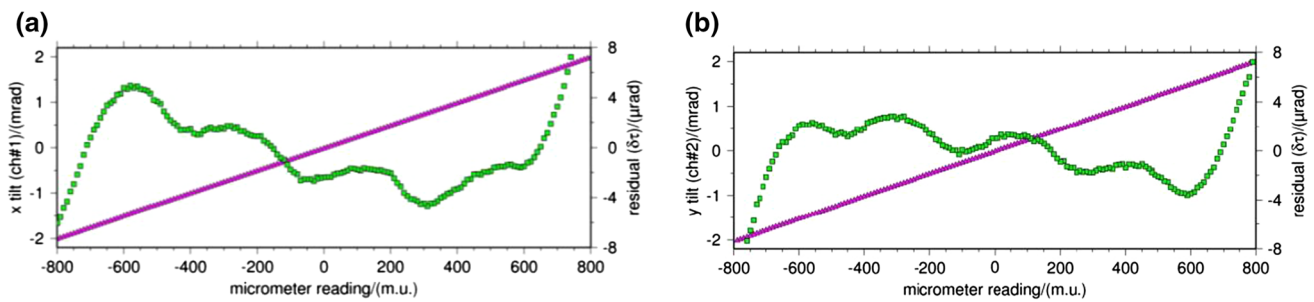 (a)
2
1
0
-1
-2
x tilt (ch#1)/(mrad)
8
4
0
-4
-8
residual (δτ)/(μrad)
-800 -600 -400 -200 0 200 400 600 800
micrometer reading/(m.u.)
(b)
2
1
0
-1
-2
y tilt (ch#2)/(mrad)
8
4
0
-4
-8
residual (δτ)/(μrad)
-800 -600 -400 -200 0 200 400 600 800
micrometer reading/(m.u.)